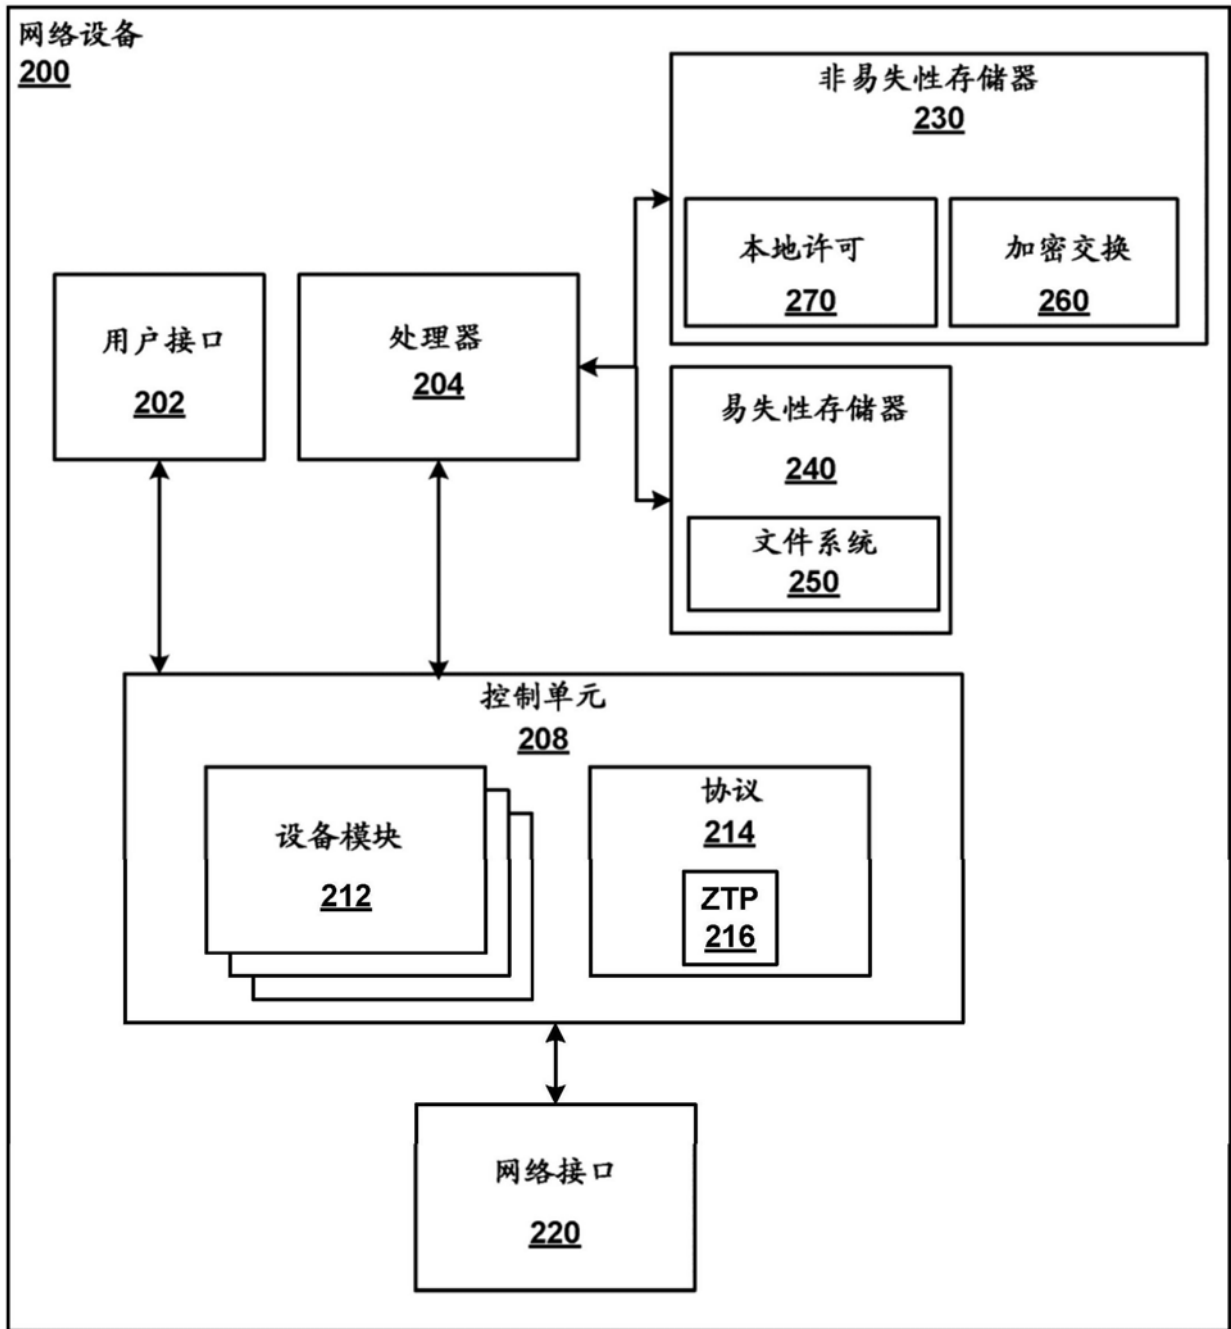 网络设备
200
非易失性存储器
230
本地许可
270
加密交换
260
用户接口
202
处理器
204
易失性存储器
240
文件系统
250
控制单元
208
设备模块
212
协议
214
ZTP
216
网络接口
220